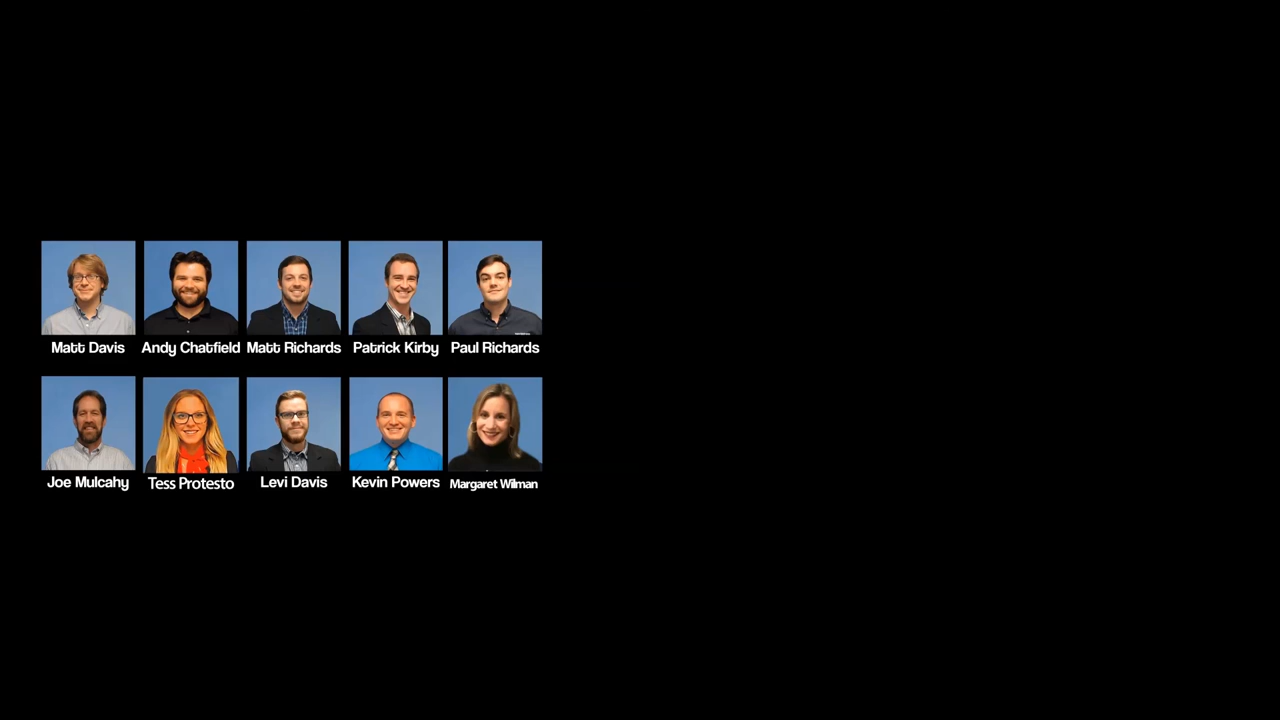 Matt Davis Andy Chatfield Matt Richards Patrick Kirby Paul Richards
Joe Mulcahy Tess Protesto Levi Davis Kevin Powers Margaret Wilman